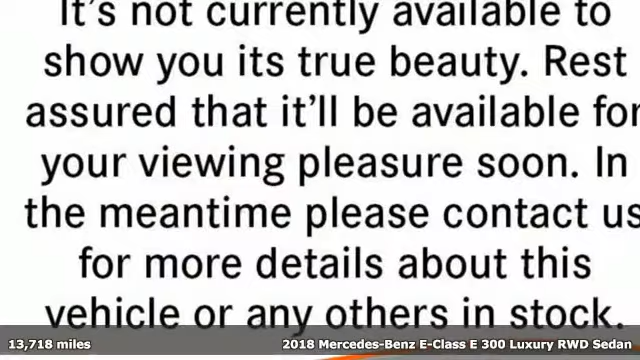 It's not currently available to
show you its true beauty. Rest
assured that it'll be available for
your viewing pleasure soon. In
the meantime please contact us
for more details about this
vehicle or any others in stock.
13,718 miles
2018 Mercedes-Benz E-Class E 300 Luxury RWD Sedan